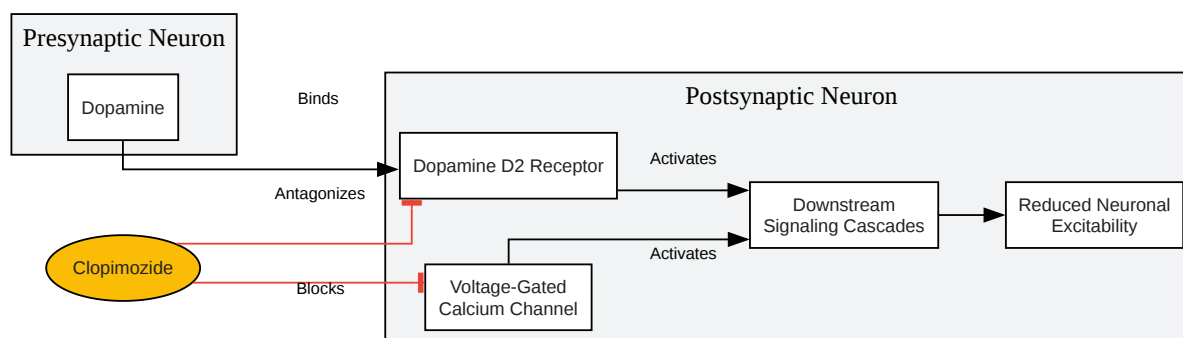 Presynaptic Neuron
Dopamine
Binds
Postsynaptic Neuron
Dopamine D2 Receptor
Activates
Antagonizes
Downstream
Signaling Cascades
Reduced Neuronal
Excitability
Clopimozide
Blocks
Voltage-Gated
Calcium Channel
Activates